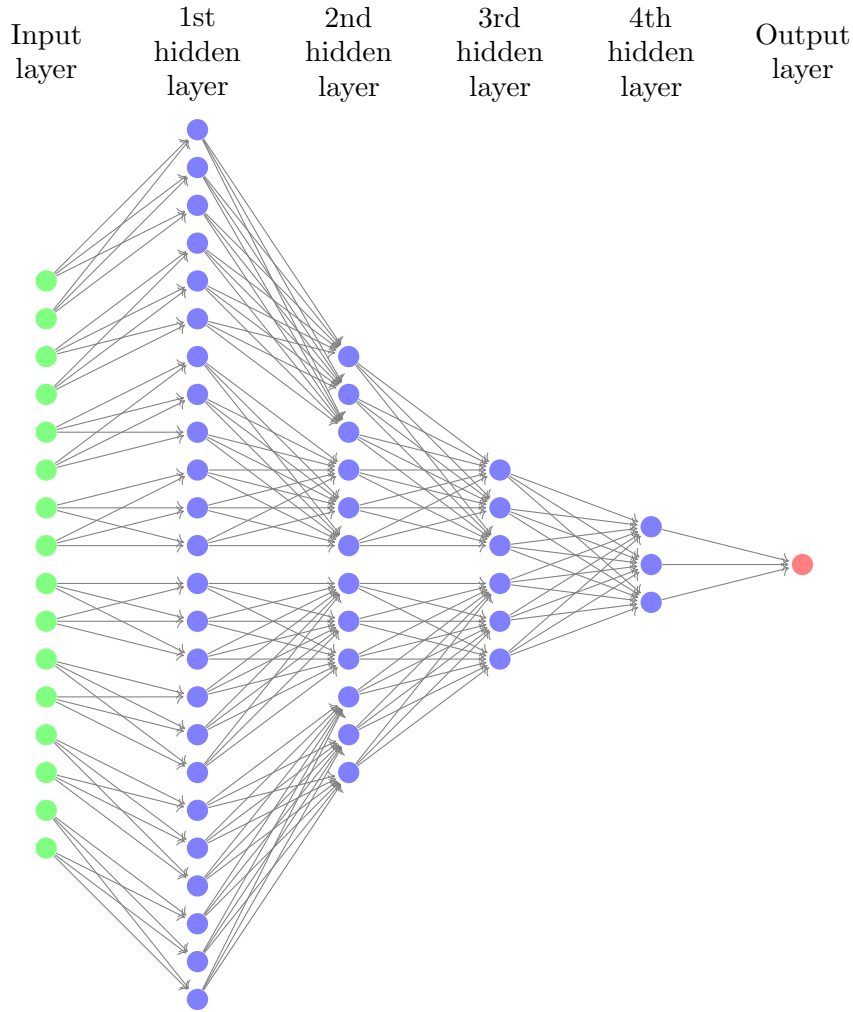 Input
layer
1st
hidden
layer
2nd
hidden
layer
3rd
hidden
layer
4th
hidden
layer
Output
layer